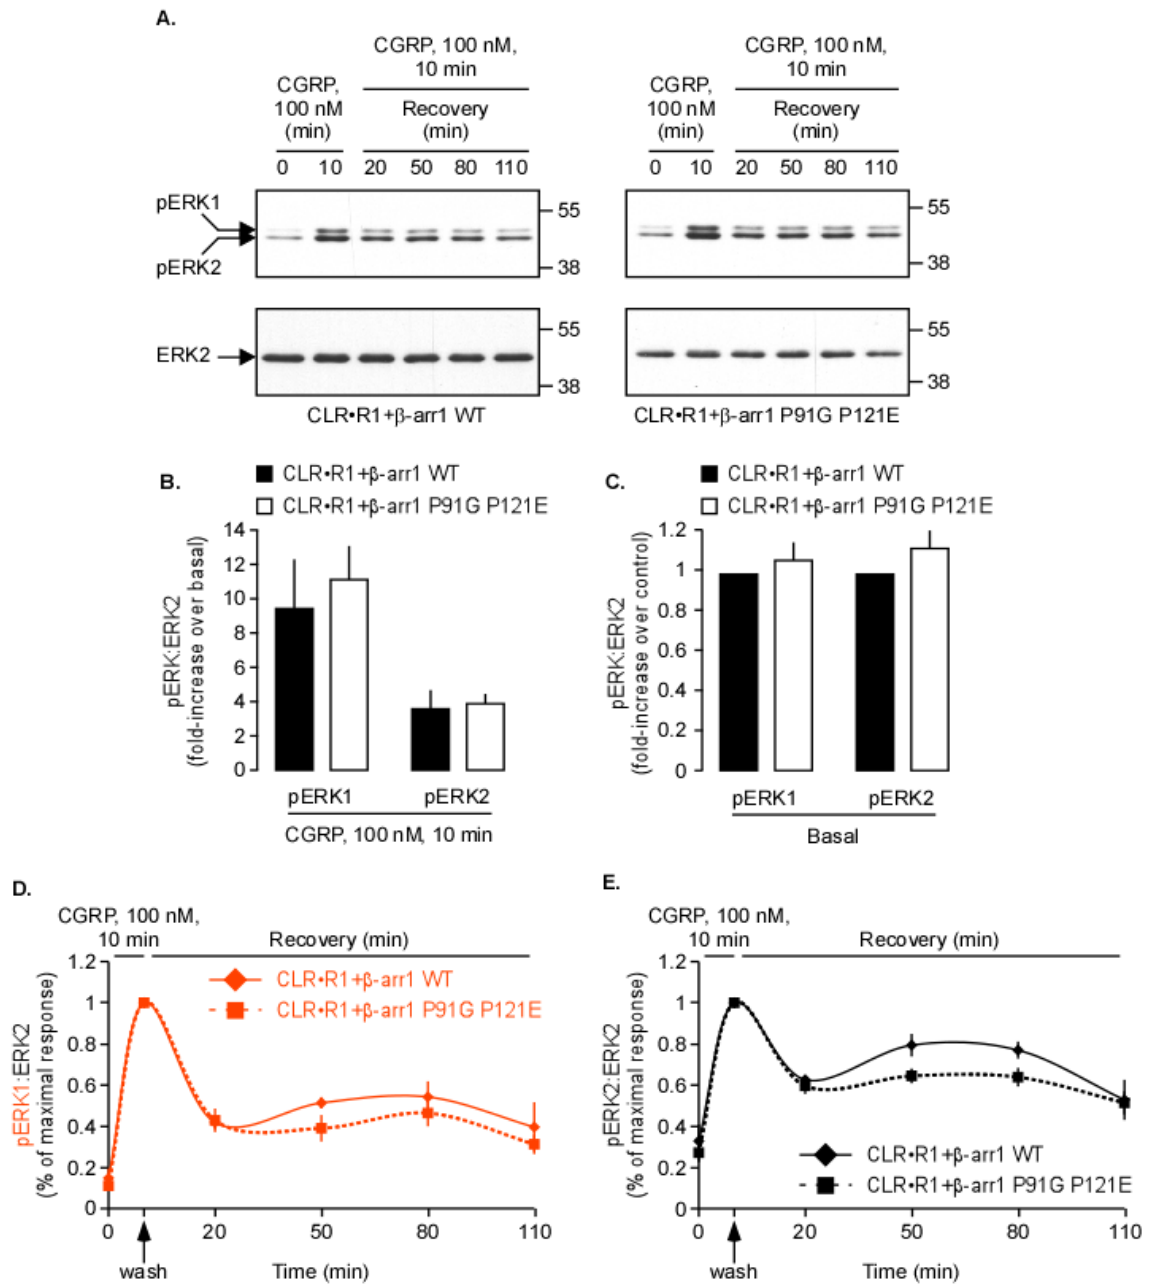 A.
CGRP, 100 nM,
10 min
CGRP,
100 nM
(min)
Recovery
(min)
0 10 20 50 80 110
pERK1
pERK2
55
38
ERK2
55
38
CLR•R1+β-arr1 WT
CGRP, 100 nM,
10 min
CGRP,
100 nM
(min)
Recovery
(min)
0 10 20 50 80 110
55
38
55
38
CLR•R1+β-arr1 P91G P121E
B.
CLR•R1+β-arr1 WT
CLR•R1+β-arr1 P91G P121E
pERK:ERK2
(fold-increase over basal)
14
12
10
8
6
4
2
0
pERK1 pERK2
CGRP, 100 nM, 10 min
C.
CLR•R1+β-arr1 WT
CLR•R1+β-arr1 P91G P121E
pERK:ERK2
(fold-increase over control)
1.2
1
0.8
0.6
0.4
0.2
0
pERK1 pERK2
Basal
D.
CGRP, 100 nM,
10 min
Recovery (min)
CLR•R1+β-arr1 WT
CLR•R1+β-arr1 P91G P121E
pERK1:ERK2
(% of maximal response)
1.2
1
0.8
0.6
0.4
0.2
0
0 20 50 80 110
wash
Time (min)
E.
CGRP, 100 nM,
10 min
Recovery (min)
pERK2:ERK2
(% of maximal response)
1.2
1
0.8
0.6
0.4
0.2
0
CLR•R1+β-arr1 WT
CLR•R1+β-arr1 P91G P121E
0 20 50 80 110
wash
Time (min)